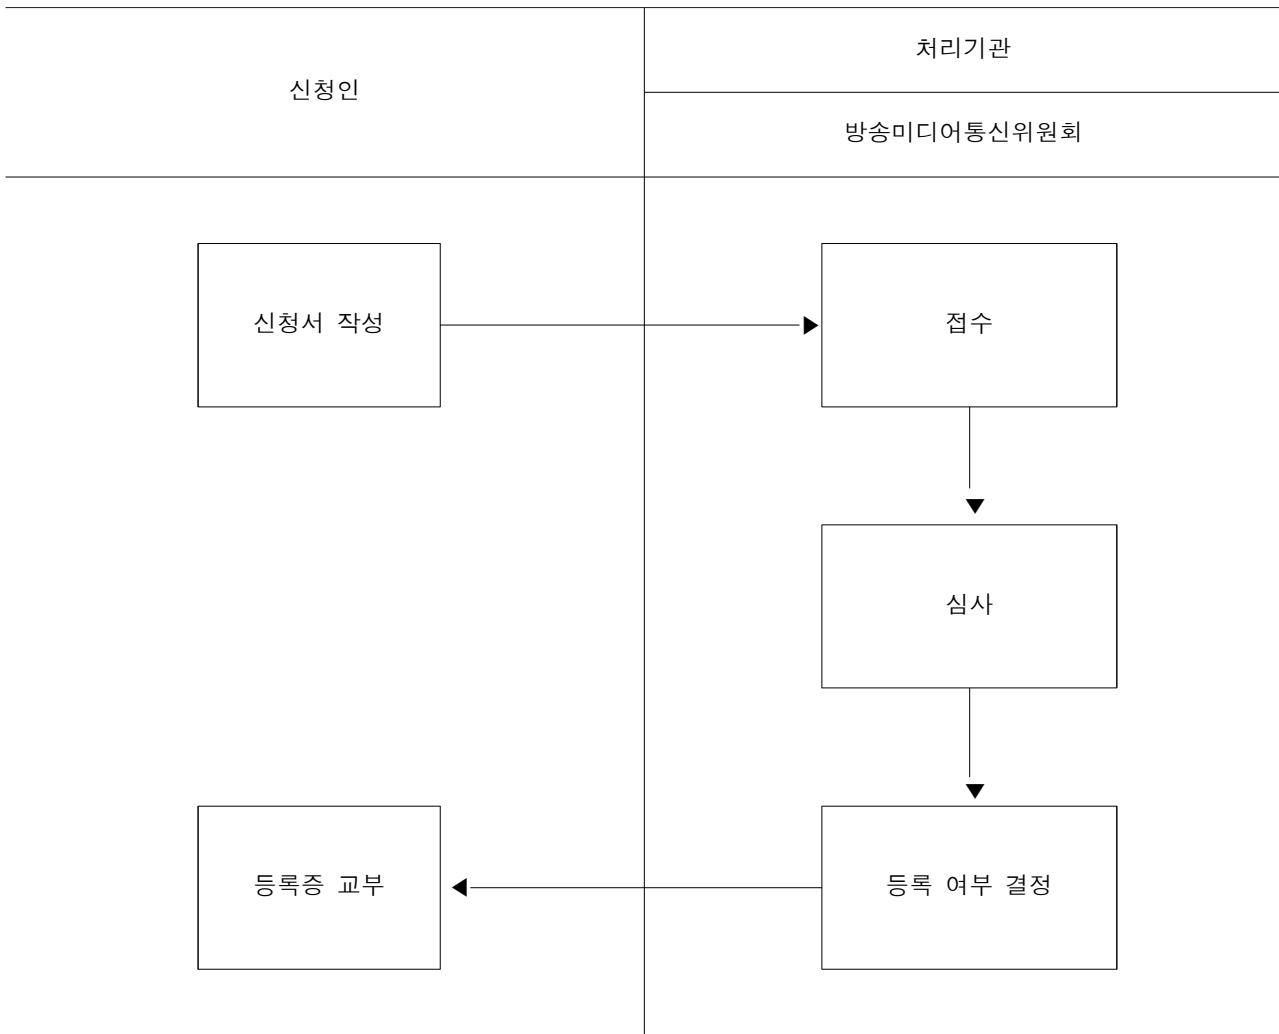 신청인
처리기관
방송미디어통신위원회
신청서 작성
접수
심사
등록증 교부
등록 여부 결정